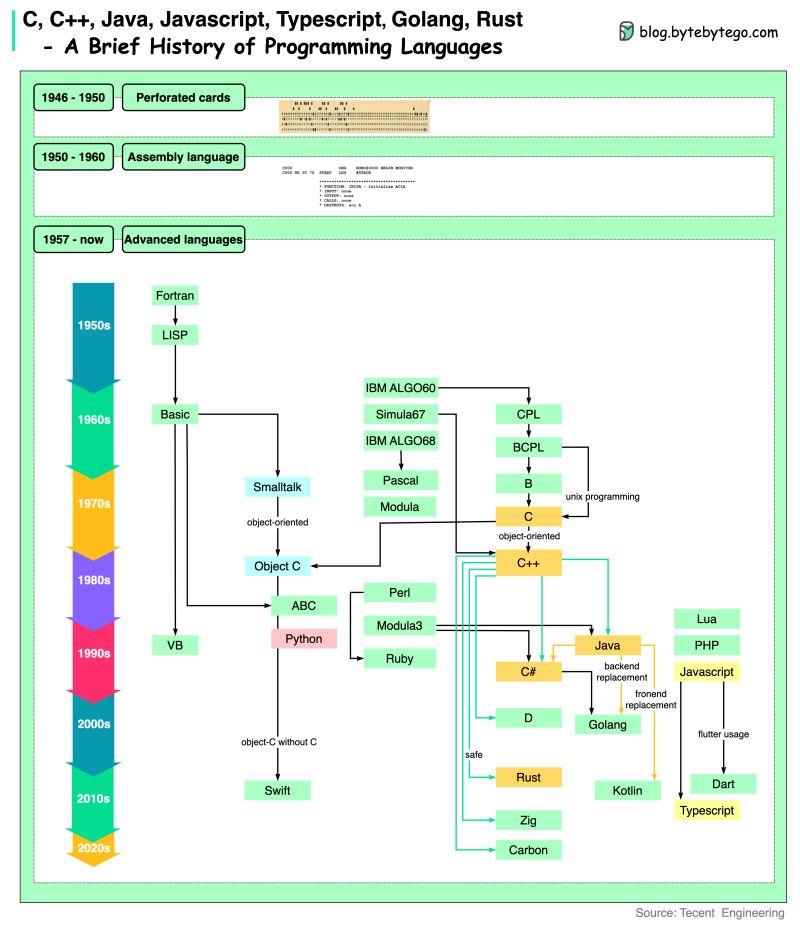 C, C++, Java, Javascript, Typescript, Golang, Rust
- A Brief History of Programming Languages
blog.bytebytego.com
1946 - 1950
Perforated cards
1950 - 1960
Assembly language
1957 - now
Advanced languages
1950s
Fortran
LISP
IBM ALGO60
1960s
Basic
Simula67
CPL
IBM ALGO68
BCPL
Pascal
1970s
Smalltalk
B
unix programming
Modula
C
object-oriented
object-oriented
Object C
C++
1980s
Perl
ABC
Lua
Modula3
Python
1990s
VB
Ruby
Java
PHP
C#
backend
replacement
Javascript
fronend
replacement
2000s
D
Golang
flutter usage
object-C without C
safe
Rust
Swift
Kotlin
Dart
2010s
Typescript
Zig
2020s
Carbon
Source: Tecent Engineering